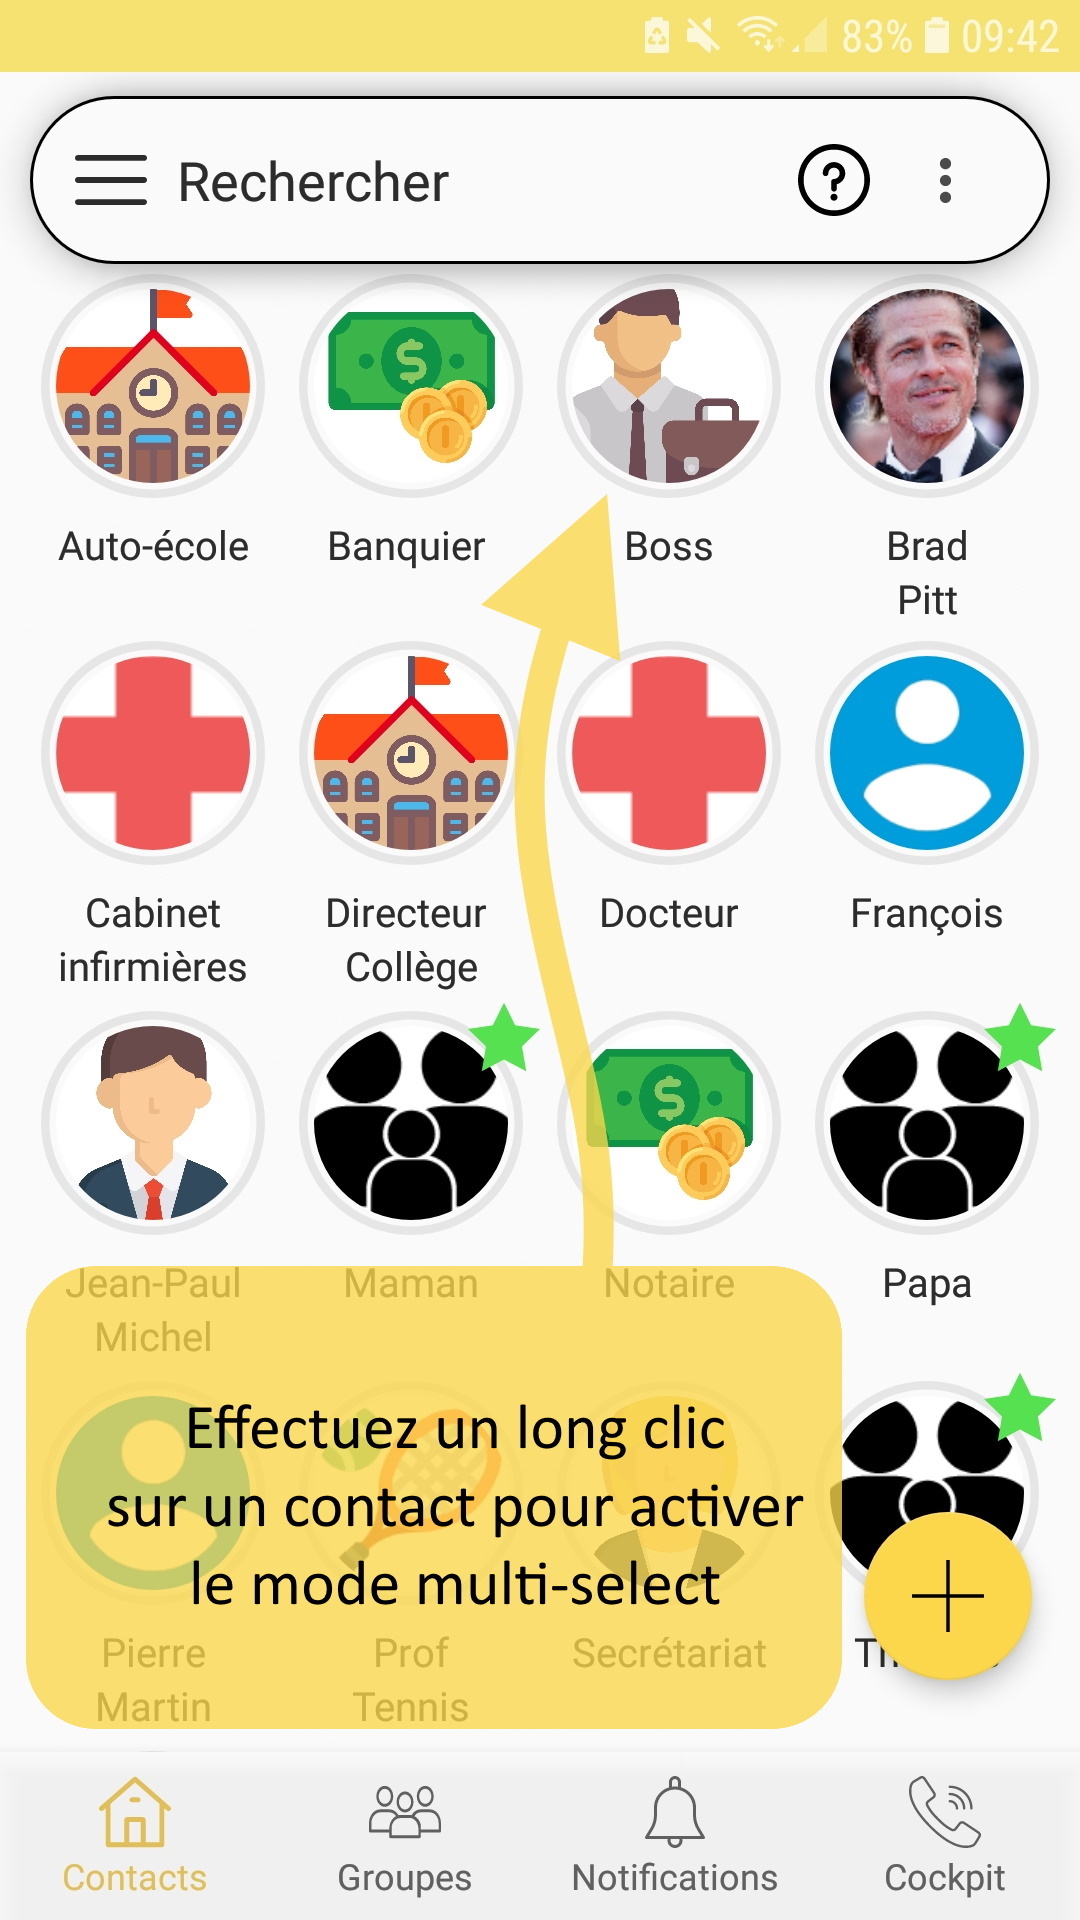 83% 09:42
Rechercher
Auto-école Banquier Boss Brad
Pitt
Cabinet Directeur Docteur François
infirmières Collège
Jean-Paul Maman Notaire Papa
Michel
Effectuez un long clic
sur un contact pour activer
le mode multi-select
Pierre Prof Secrétariat
Martin Tennis
Contacts Groupes Notifications Cockpit